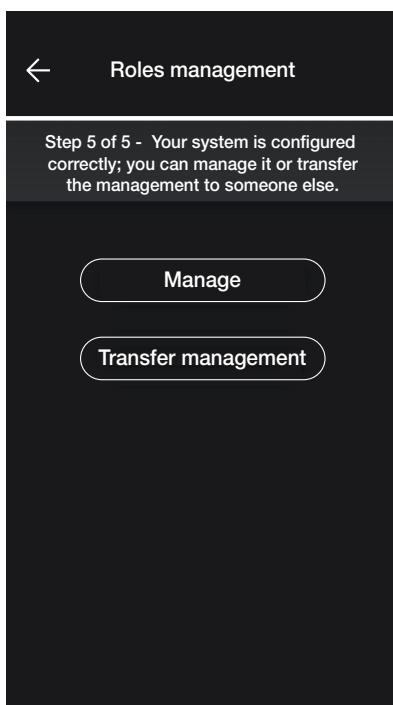 Roles management
Step 5 of 5 - Your system is configured
correctly; you can manage it or transfer
the management to someone else.
Manage
Transfer management